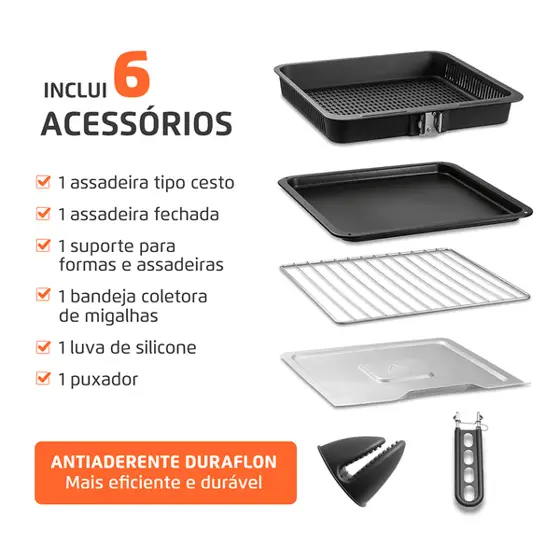 INCLUI 6
ACESSÓRIOS
1 assadeira tipo cesto
1 assadeira fechada
1 suporte para
formas e assadeiras
1 bandeja coletora
de migalhas
1 luva de silicone
1 puxador
ANTIADERENTE DURAFLON
Mais eficiente e durável